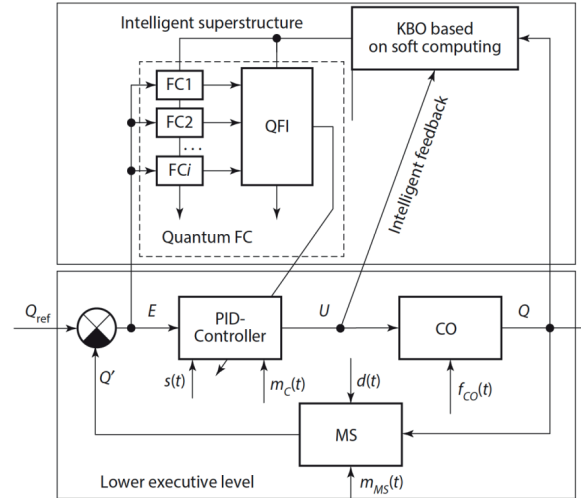 Intelligent superstructure
KBO based
on soft computing
FC1
FC2
...
FCi
QFI
Quantum FC
Intelligent feedback
Qref
E
PID-
Controller
U
CO
Q
Q'
s(t)
mC(t)
d(t)
fCO(t)
MS
Lower executive level
mMS(t)